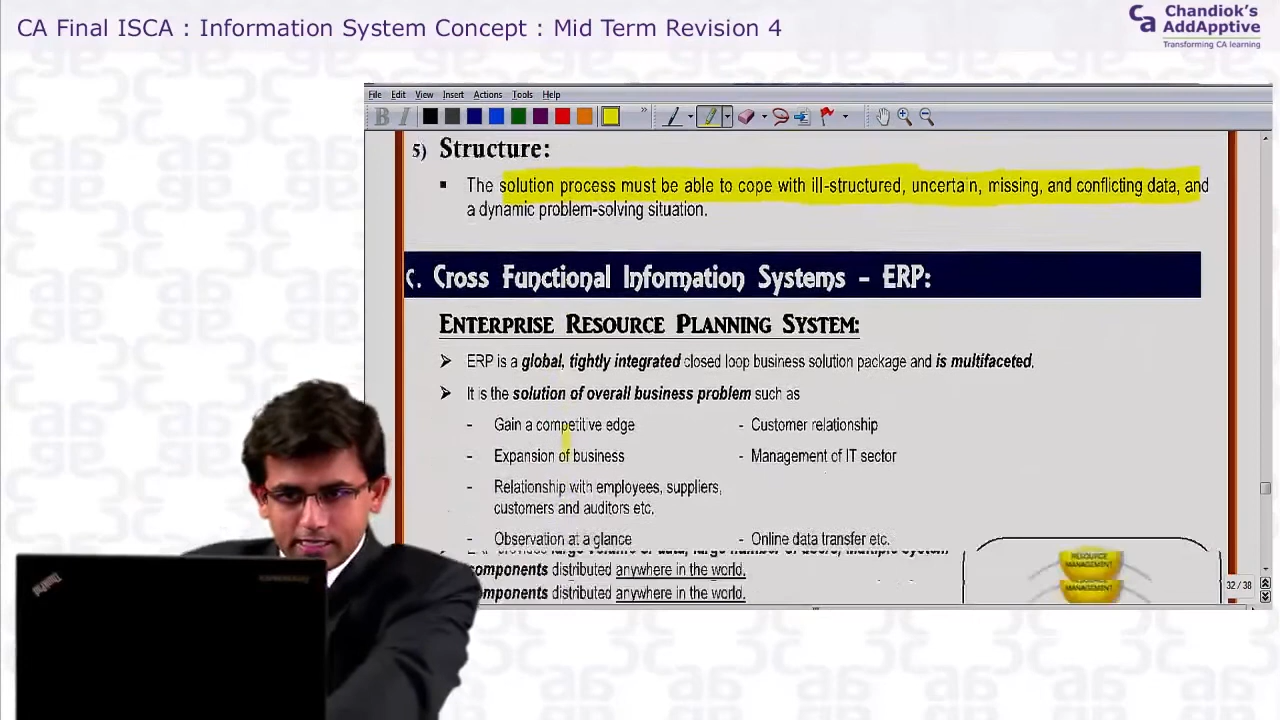 CA Final ISCA : Information System Concept : Mid Term Revision 4
Chandiok's
AddApptive
Transforming CA learning
File Edit View Insert Actions Tools Help
5) Structure:
▪ The solution process must be able to cope with ill-structured, uncertain, missing, and conflicting data, and
a dynamic problem-solving situation.
C. Cross Functional Information Systems – ERP:
ENTERPRISE RESOURCE PLANNING SYSTEM:
➢ ERP is a global, tightly integrated closed loop business solution package and is multifaceted.
➢ It is the solution of overall business problem such as
- Gain a competitive edge - Customer relationship
- Expansion of business - Management of IT sector
- Relationship with employees, suppliers,
customers and auditors etc.
- Observation at a glance - Online data transfer etc.
components distributed anywhere in the world.
mponents distributed anywhere in the world.
RESOURCE
MANAGEMENT
MANAGEMENT
32 / 38